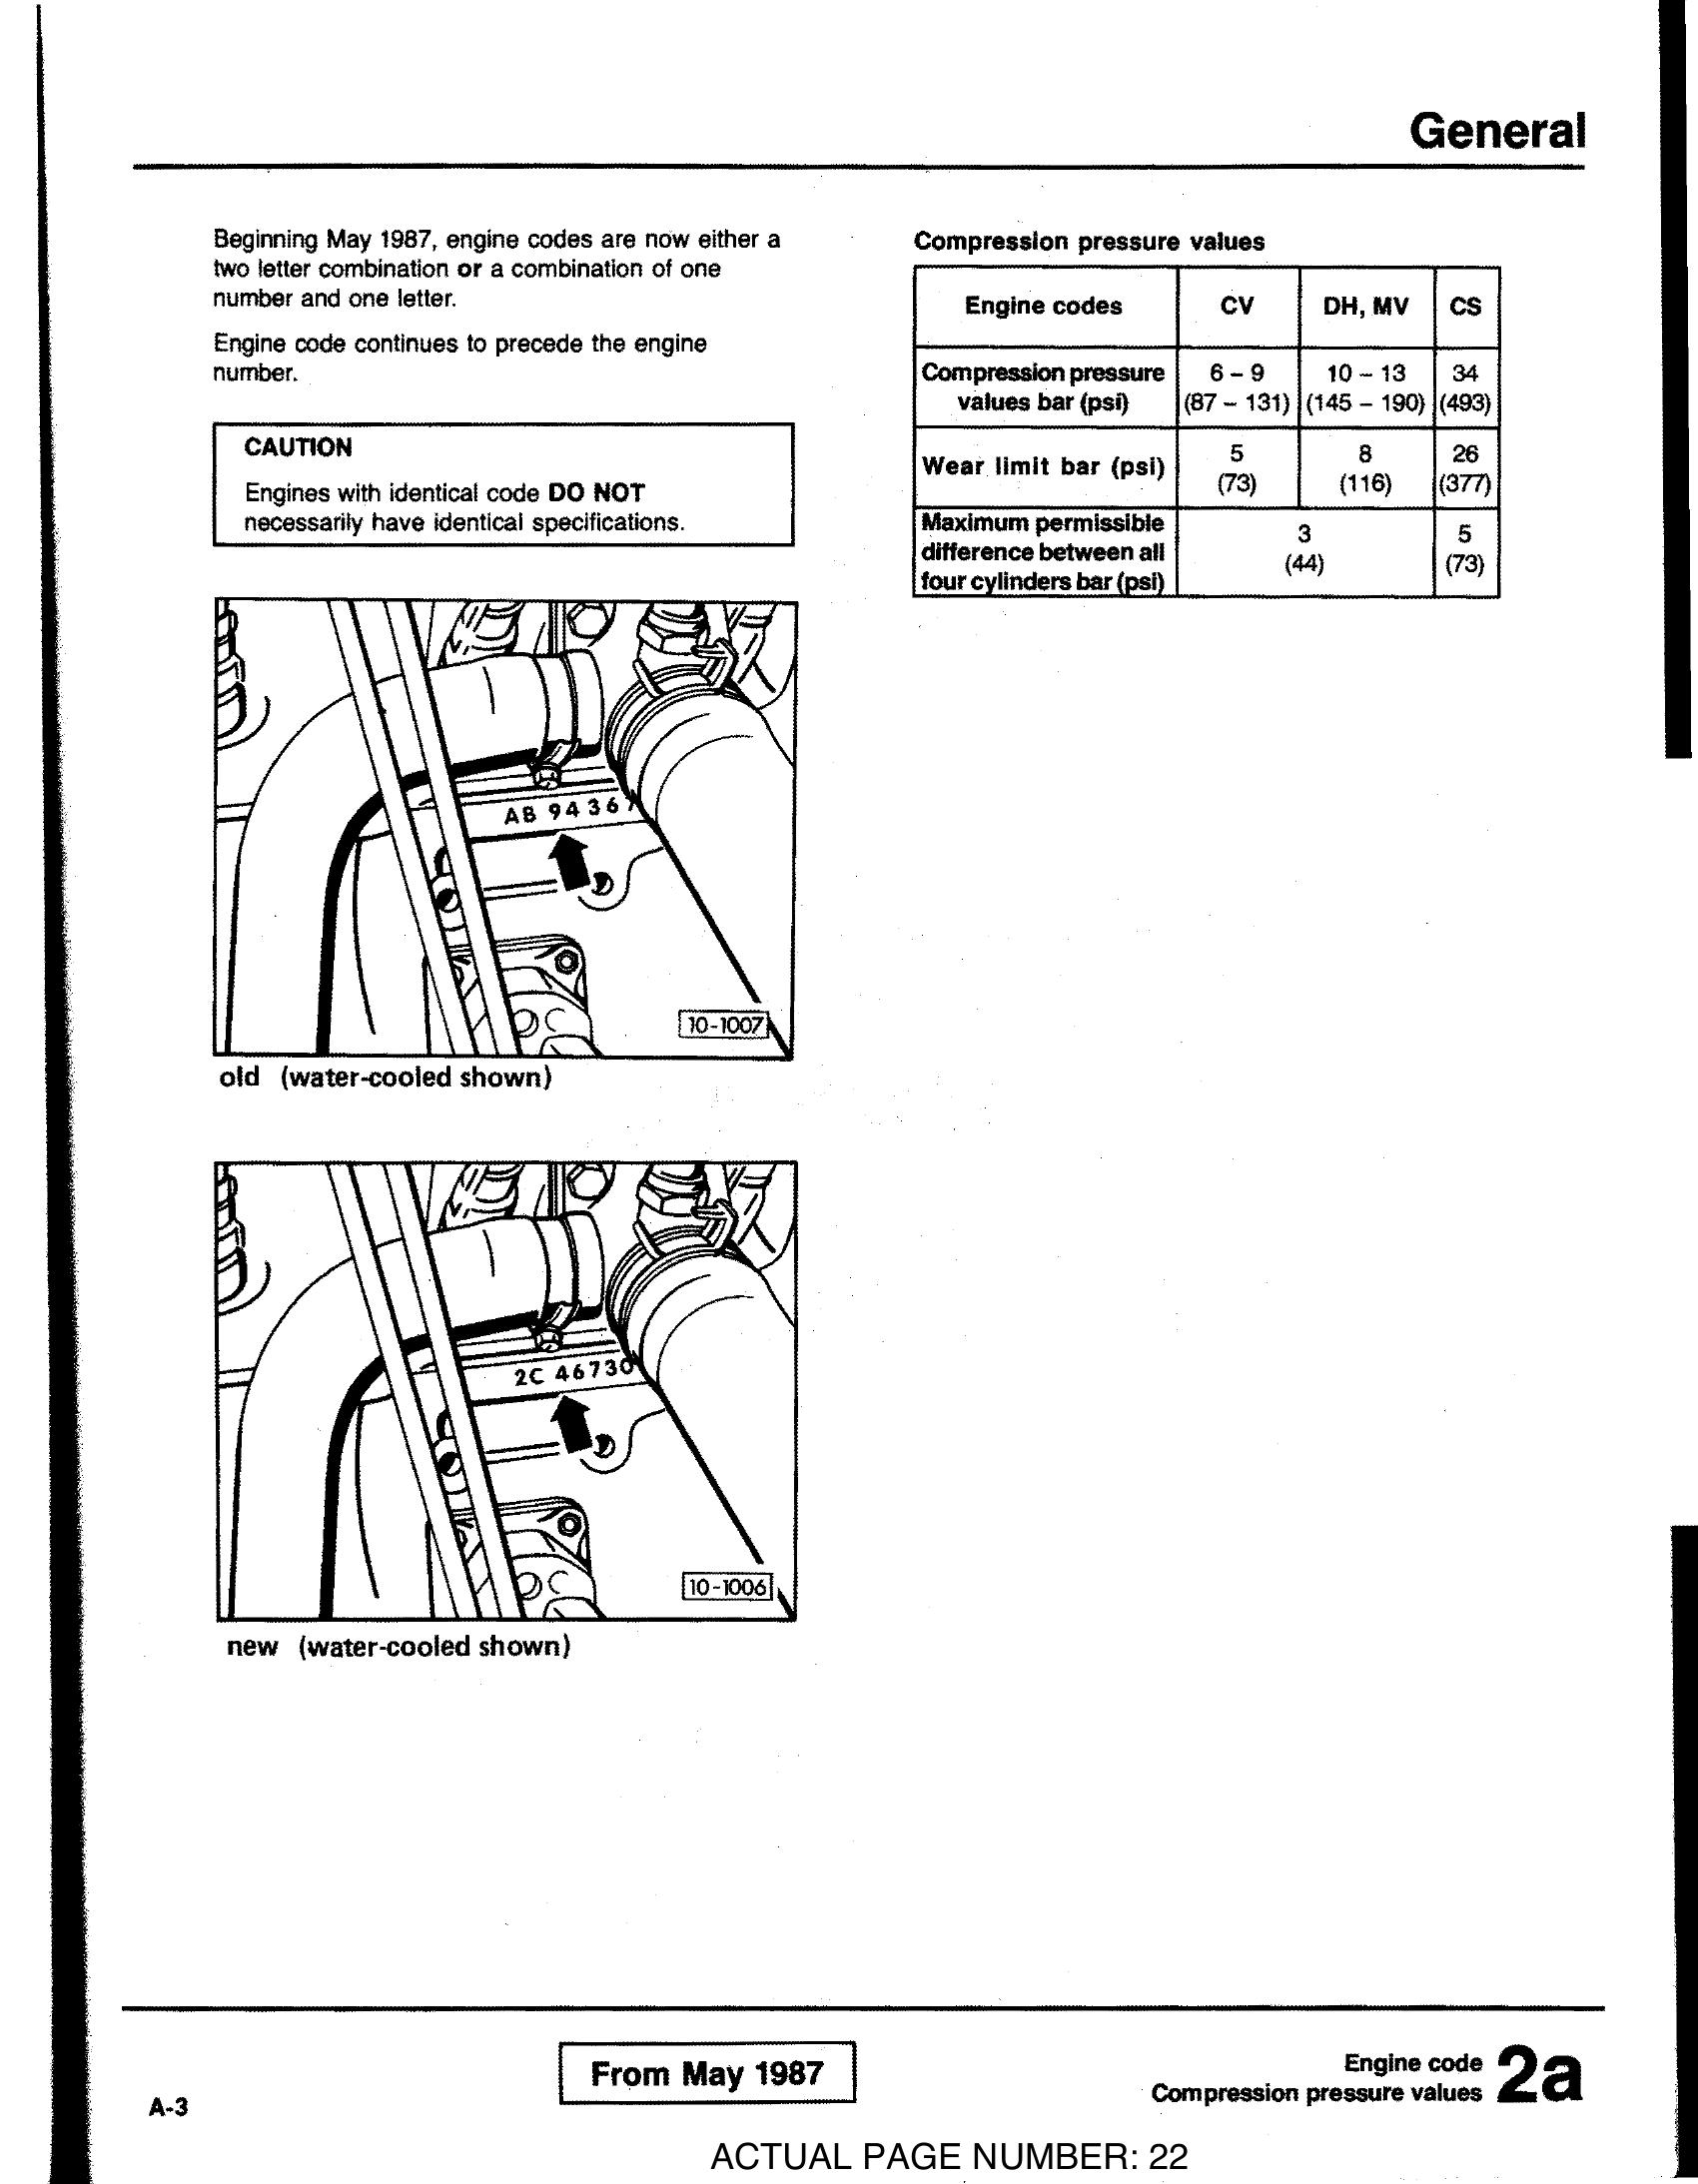 General
Beginning May 1987, engine codes are now either a
two letter combination or a combination of one
number and one letter.
Engine code continues to precede the engine
number.
CAUTION
Engines with identical code DO NOT
necessarily have identical specifications.
AB 94 367
10-1007
old (water-cooled shown)
2C 46730
10-1006
new (water-cooled shown)
Compression pressure values
Engine codes CV DH, MV CS
Compression pressure 6 – 9 10 – 13 34
values bar (psi) (87 – 131) (145 – 190) (493)
Wear limit bar (psi) 5 8 26
(73) (116) (377)
Maximum permissible
difference between all 3 5
four cylinders bar (psi) (44) (73)
From May 1987
Engine code
Compression pressure values
2a
A-3
ACTUAL PAGE NUMBER: 22